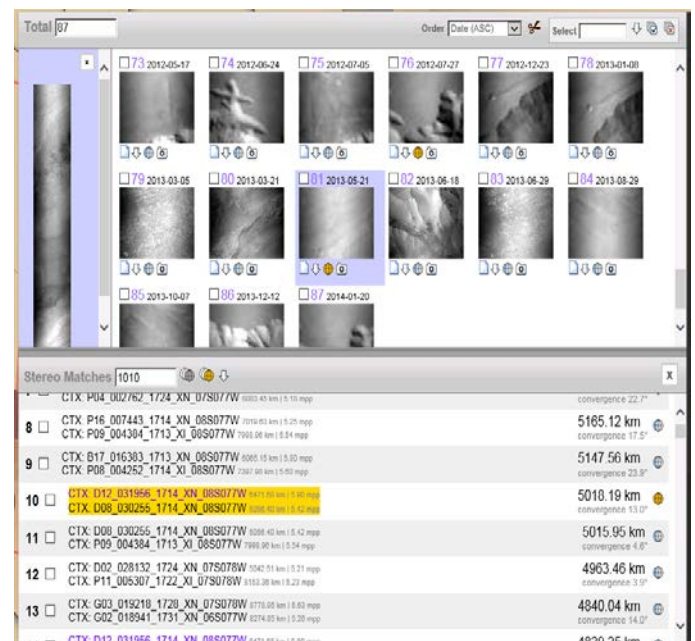 Total 87 Order Date (ASC) Select
73 2012-05-17 74 2012-06-24 75 2012-07-05 76 2012-07-27 77 2012-12-23 78 2013-01-08
79 2013-03-05 80 2013-03-21 81 2013-05-21 82 2013-06-18 83 2013-06-29 84 2013-08-29
85 2013-10-07 86 2013-12-12 87 2014-01-20
Stereo Matches 1010 x
CTX: P04_002762_1724_XN_07S077W
convergence 22.7°
8 CTX: P16_007443_1714_XN_08S077W 5165.12 km
CTX: P09_004384_1713_XI_08S077W convergence 17.5°
9 CTX: B17_016383_1713_XN_08S077W 5147.56 km
CTX: P08_004252_1714_XI_08S077W convergence 23.9°
10 CTX: D12_031956_1714_XN_08S077W 5018.19 km
CTX: D08_030255_1714_XN_08S077W convergence 13.0°
11 CTX: D08_030255_1714_XN_08S077W 5015.95 km
CTX: P09_004384_1713_XI_08S077W convergence 4.6°
12 CTX: D02_028132_1724_XN_07S078W 4963.46 km
CTX: P11_005307_1722_XI_07S078W convergence 3.9°
13 CTX: G03_019218_1728_XN_07S078W 4840.04 km
CTX: G02_018941_1731_XN_06S077W convergence 14.0°
CTX: D12_031956_1714_XN_08S077W